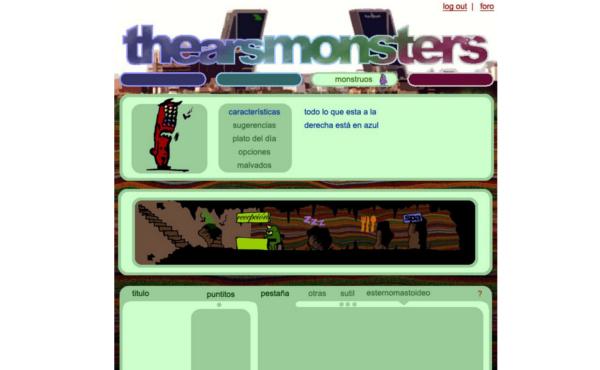 log out | foro
thearsmonsters
monstruos
características
sugerencias
plato del día
opciones
malvados
todo lo que esta a la
derecha está en azul
recepción
zzz
spa
título
puntitos
pestaña
otras
sutil
esternomastoideo
?